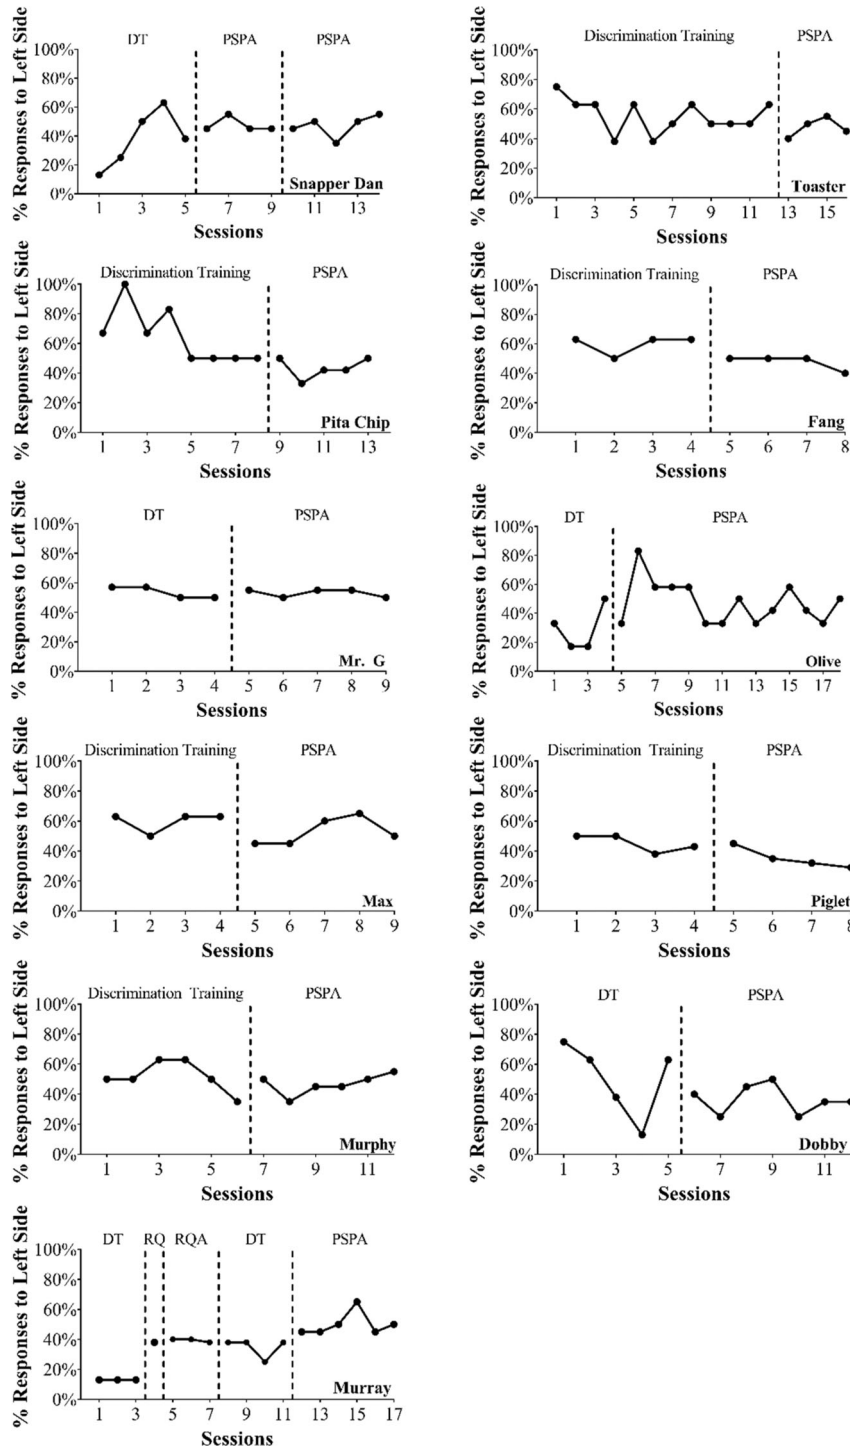 DT PSPA PSPA
% Responses to Left Side
100%
80%
60%
40%
20%
0%
Snapper Dan
1 3 5 7 9 11 13
Sessions
Discrimination Training PSPA
% Responses to Left Side
100%
80%
60%
40%
20%
0%
Toaster
1 3 5 7 9 11 13 15
Sessions
Discrimination Training PSPA
% Responses to Left Side
100%
80%
60%
40%
20%
0%
Pita Chip
1 3 5 7 9 11 13
Sessions
Discrimination Training PSPA
% Responses to Left Side
100%
80%
60%
40%
20%
0%
Fang
1 2 3 4 5 6 7 8
Sessions
DT PSPA
% Responses to Left Side
100%
80%
60%
40%
20%
0%
Mr. G
1 2 3 4 5 6 7 8 9
Sessions
DT PSPA
% Responses to Left Side
100%
80%
60%
40%
20%
0%
Olive
1 3 5 7 9 11 13 15 17
Sessions
Discrimination Training PSPA
% Responses to Left Side
100%
80%
60%
40%
20%
0%
Max
1 2 3 4 5 6 7 8 9
Sessions
Discrimination Training PSPA
% Responses to Left Side
100%
80%
60%
40%
20%
0%
Piglet
1 2 3 4 5 6 7 8
Sessions
Discrimination Training PSPA
% Responses to Left Side
100%
80%
60%
40%
20%
0%
Murphy
1 3 5 7 9 11
Sessions
DT PSPA
% Responses to Left Side
100%
80%
60%
40%
20%
0%
Dobby
1 3 5 7 9 11
Sessions
DT RQ RQA DT PSPA
% Responses to Left Side
100%
80%
60%
40%
20%
0%
Murray
1 3 5 7 9 11 13 15 17
Sessions